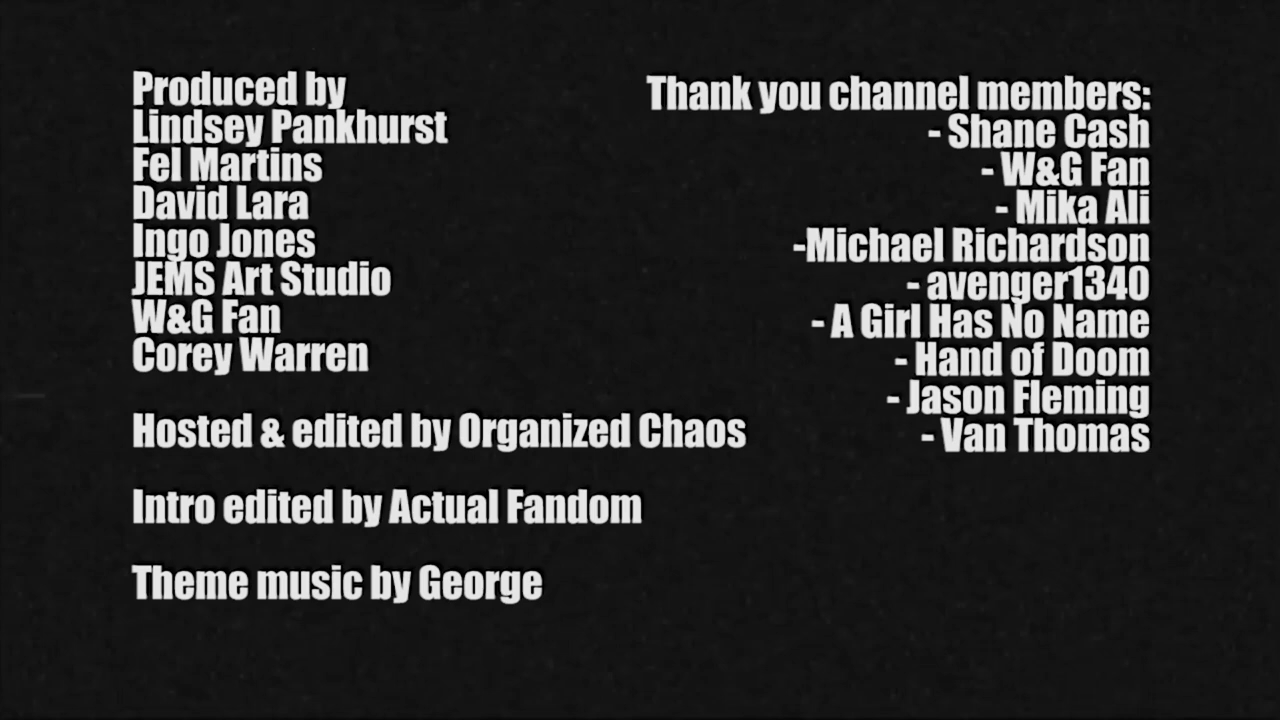 Produced by
Lindsey Pankhurst
Fel Martins
David Lara
Ingo Jones
JEMS Art Studio
W&G Fan
Corey Warren
Hosted & edited by Organized Chaos
Intro edited by Actual Fandom
Theme music by George
Thank you channel members:
- Shane Cash
- W&G Fan
- Mika Ali
-Michael Richardson
- avenger1340
- A Girl Has No Name
- Hand of Doom
- Jason Fleming
- Van Thomas